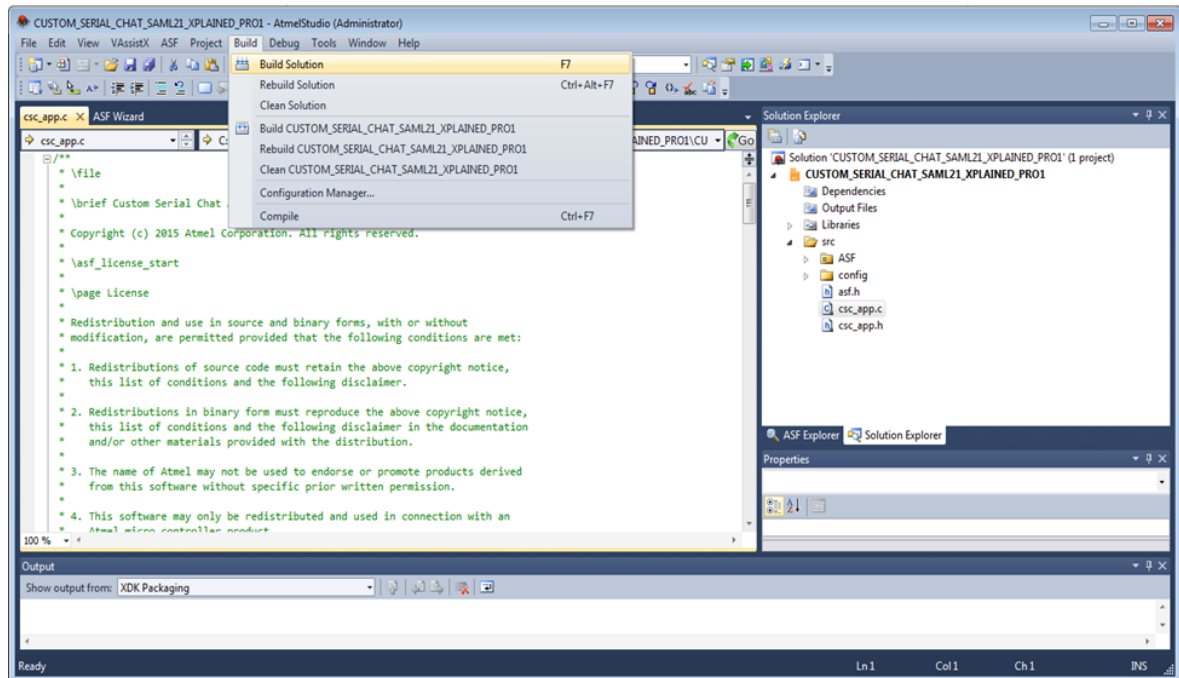 CUSTOM_SERIAL_CHAT_SAML21_XPLAINED_PRO1 - AtmelStudio (Administrator)
File Edit View VAssistX ASF Project Build Debug Tools Window Help
Build Solution F7
Rebuild Solution Ctrl+Alt+F7
Clean Solution
Build CUSTOM_SERIAL_CHAT_SAML21_XPLAINED_PRO1
Rebuild CUSTOM_SERIAL_CHAT_SAML21_XPLAINED_PRO1
Clean CUSTOM_SERIAL_CHAT_SAML21_XPLAINED_PRO1
Configuration Manager...
Compile Ctrl+F7
csc_app.c ASF Wizard
csc_app.c C: AINED_PRO1\CU Go
/**
* \file
*
* \brief Custom Serial Chat
*
* Copyright (c) 2015 Atmel Corporation. All rights reserved.
*
* \asf_license_start
*
* \page License
*
* Redistribution and use in source and binary forms, with or without
* modification, are permitted provided that the following conditions are met:
*
* 1. Redistributions of source code must retain the above copyright notice,
* this list of conditions and the following disclaimer.
*
* 2. Redistributions in binary form must reproduce the above copyright notice,
* this list of conditions and the following disclaimer in the documentation
* and/or other materials provided with the distribution.
*
* 3. The name of Atmel may not be used to endorse or promote products derived
* from this software without specific prior written permission.
*
* 4. This software may only be redistributed and used in connection with an
* Atmel micro controller product
100 %
Solution Explorer
Solution 'CUSTOM_SERIAL_CHAT_SAML21_XPLAINED_PRO1' (1 project)
CUSTOM_SERIAL_CHAT_SAML21_XPLAINED_PRO1
Dependencies
Output Files
Libraries
src
ASF
config
asf.h
csc_app.c
csc_app.h
ASF Explorer Solution Explorer
Properties
Output
Show output from: XDK Packaging
Ready Ln 1 Col 1 Ch 1 INS